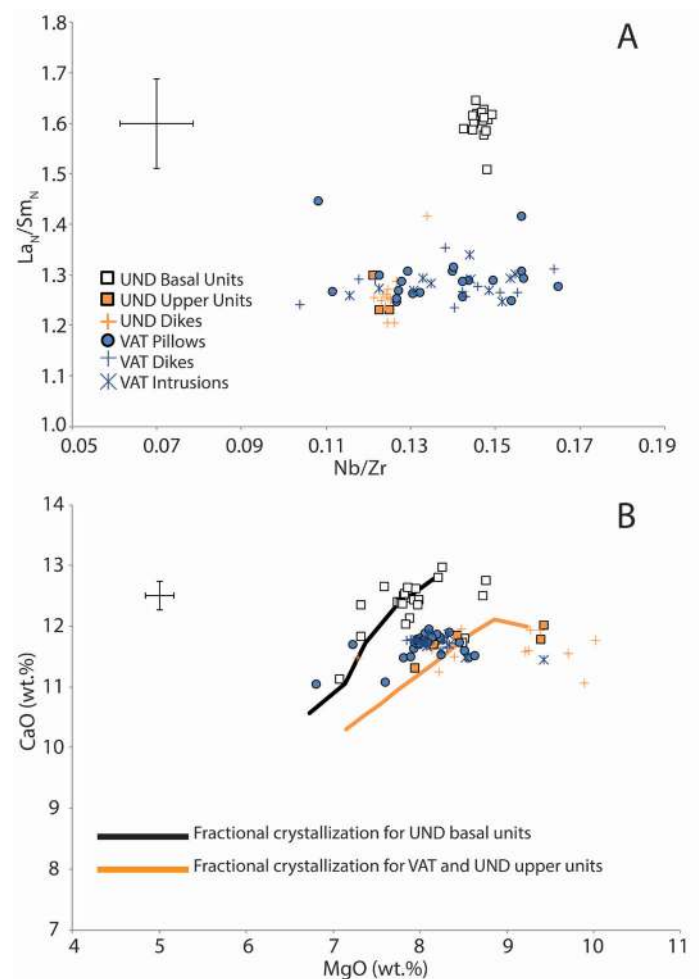 A
1.8
1.7
1.6
1.5
1.4
1.3
1.2
1.1
1.0
La_N/Sm_N
UND Basal Units
UND Upper Units
UND Dikes
VAT Pillows
VAT Dikes
VAT Intrusions
0.05 0.07 0.09 0.11 0.13 0.15 0.17 0.19
Nb/Zr
B
14
13
12
11
10
9
8
7
CaO (wt.%)
Fractional crystallization for UND basal units
Fractional crystallization for VAT and UND upper units
4 5 6 7 8 9 10 11
MgO (wt.%)